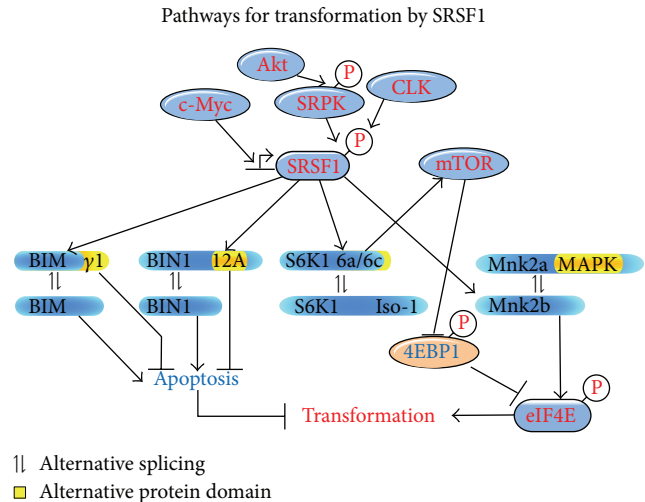 Pathways for transformation by SRSF1
Akt
P
SRPK
CLK
c-Myc
P
SRSF1
mTOR
BIM γ1
BIN1 12A
S6K1 6a/6c
Mnk2a MAPK
BIM
BIN1
S6K1 Iso-1
Mnk2b
P
4EBP1
Apoptosis
P
Transformation
eIF4E
Alternative splicing
Alternative protein domain